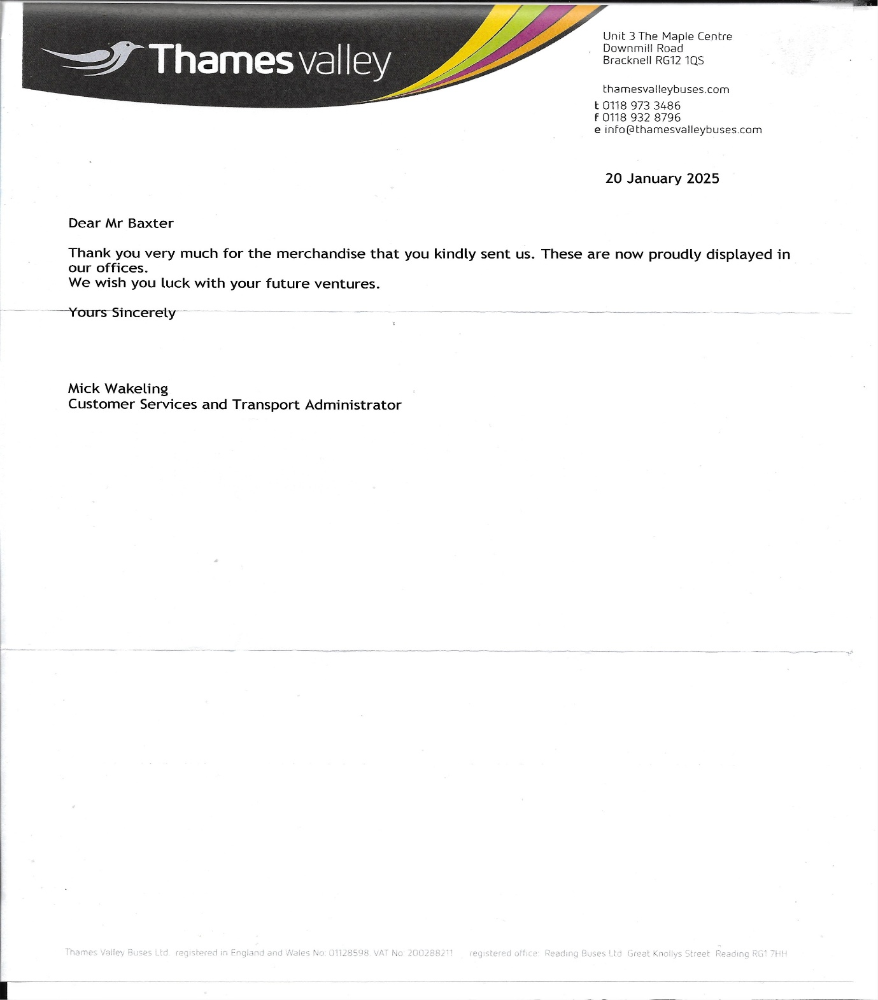 Thames valley
Unit 3 The Maple Centre
Downmill Road
Bracknell RG12 1QS
thamesvalleybuses.com
t 0118 973 3486
f 0118 932 8796
e info@thamesvalleybuses.com
20 January 2025
Dear Mr Baxter
Thank you very much for the merchandise that you kindly sent us. These are now proudly displayed in
our offices.
We wish you luck with your future ventures.
Yours Sincerely
Mick Wakeling
Customer Services and Transport Administrator
Thames Valley Buses Ltd. registered in England and Wales No: 01128598 VAT No: 200288211 registered office: Reading Buses Ltd Great Knollys Street Reading RG1 7HH